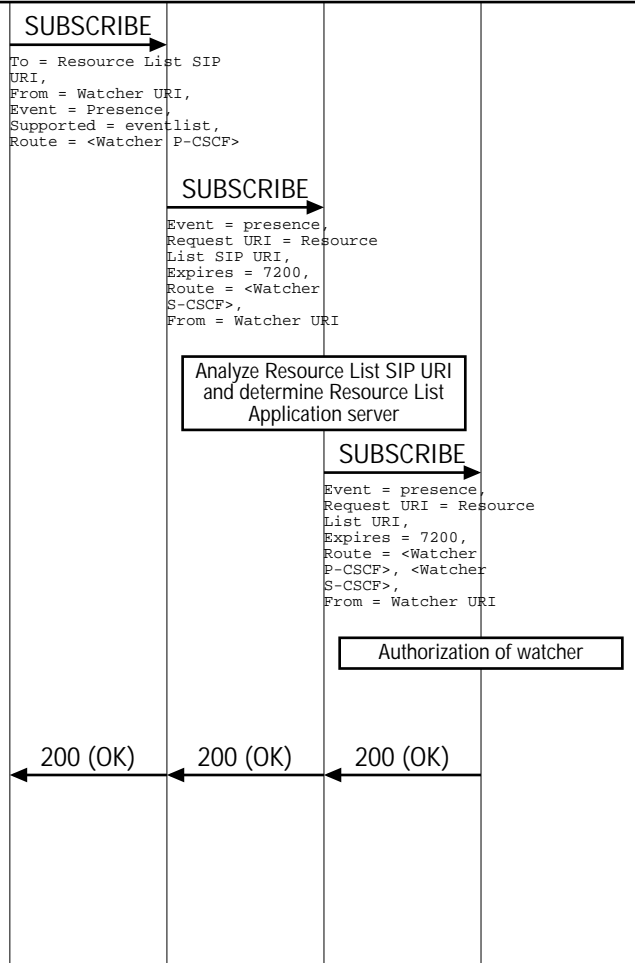 SUBSCRIBE
To = Resource List SIP
URI,
From = Watcher URI,
Event = Presence,
Supported = eventlist,
Route = <Watcher P-CSCF>
SUBSCRIBE
Event = presence,
Request URI = Resource
List SIP URI,
Expires = 7200,
Route = <Watcher
S-CSCF>,
From = Watcher URI
Analyze Resource List SIP URI
and determine Resource List
Application server
SUBSCRIBE
Event = presence,
Request URI = Resource
List URI,
Expires = 7200,
Route = <Watcher
P-CSCF>, <Watcher
S-CSCF>,
From = Watcher URI
Authorization of watcher
200 (OK) 200 (OK) 200 (OK)